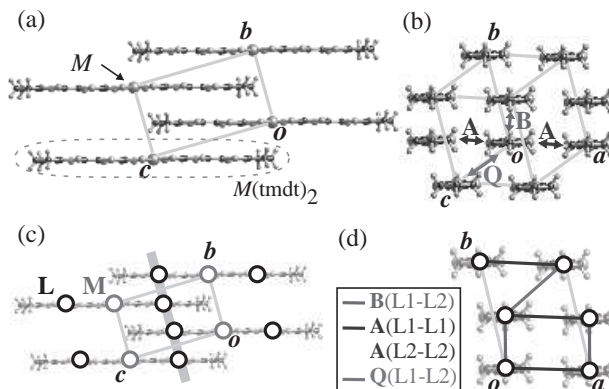 (a)
b
M
o
c
M(tmdt)2
(b)
b
B
A
A
o
a
Q
c
(c)
b
L
M
o
c
(d)
b
B(L1-L2)
A(L1-L1)
A(L2-L2)
Q(L1-L2)
o
a